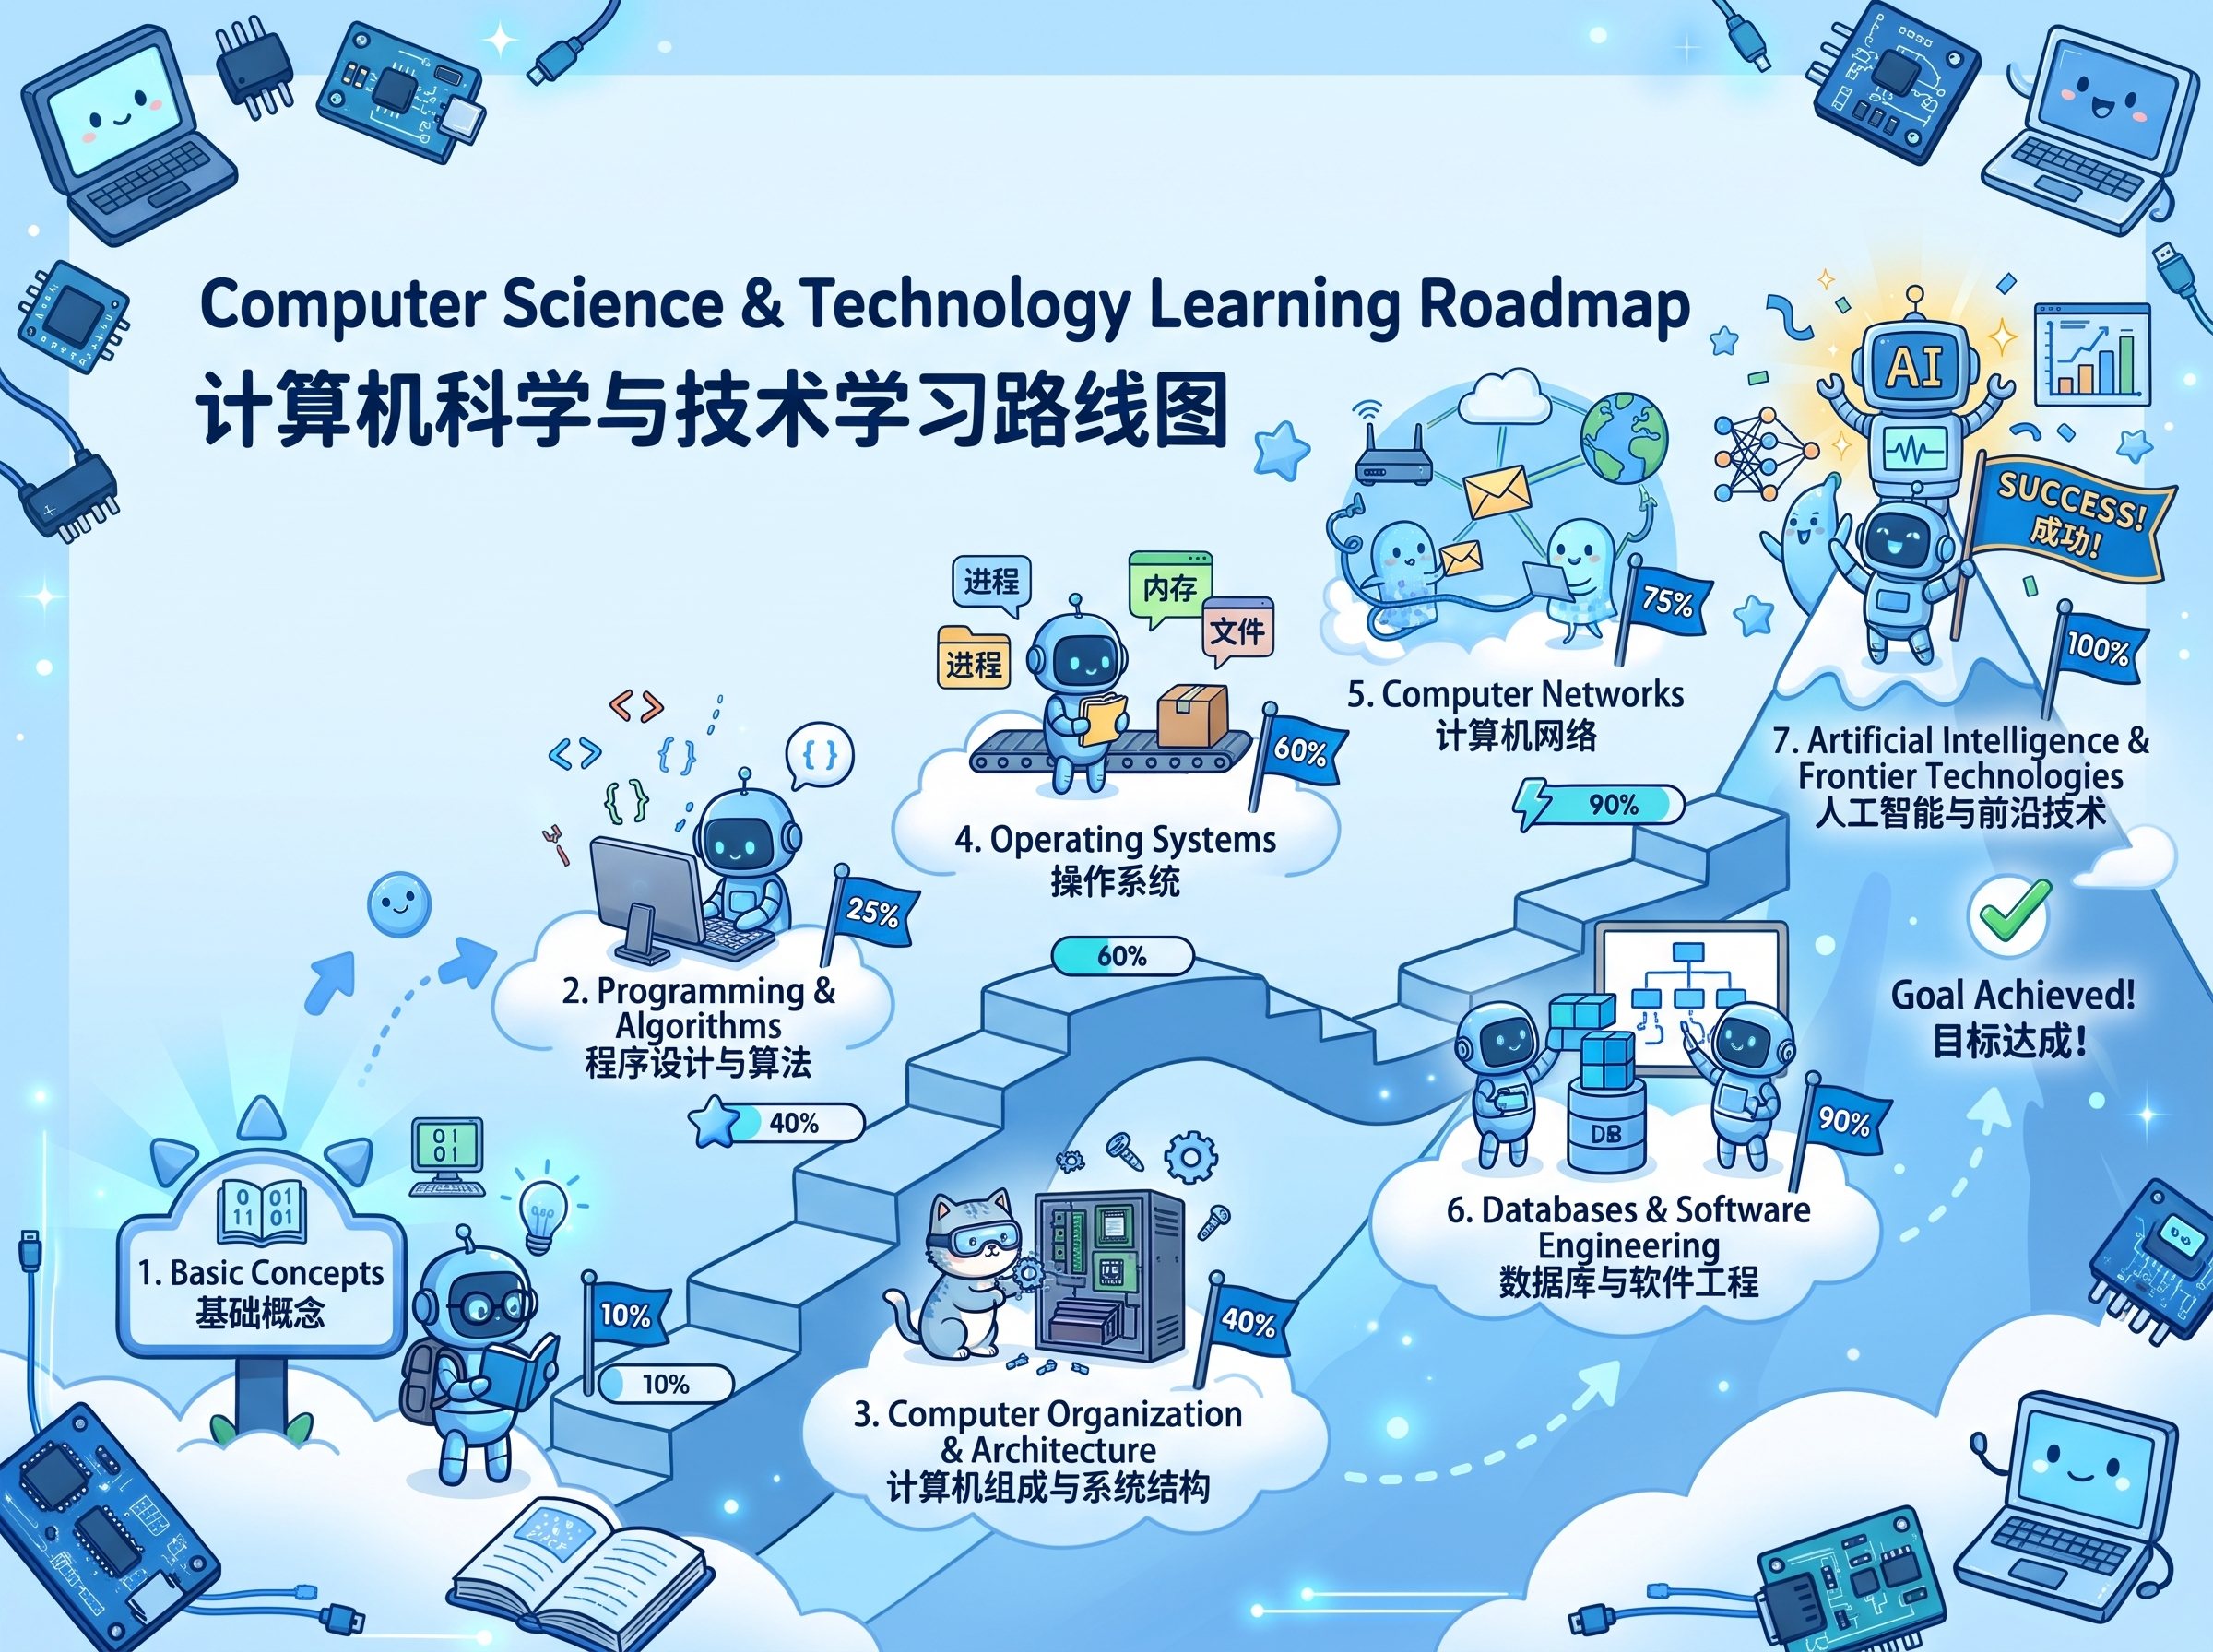 Computer Science & Technology Learning Roadmap
计算机科学与技术学习路线图
0 01
11 01
1. Basic Concepts
基础概念
01
01
10%
10%
< >
< >
{ }
{ }
{ }
25%
2. Programming &
Algorithms
程序设计与算法
40%
40%
3. Computer Organization
& Architecture
计算机组成与系统结构
进程
进程
内存
文件
60%
4. Operating Systems
操作系统
60%
75%
5. Computer Networks
计算机网络
90%
DB
90%
6. Databases & Software
Engineering
数据库与软件工程
AI
SUCCESS!
成功!
100%
7. Artificial Intelligence &
Frontier Technologies
人工智能与前沿技术
Goal Achieved!
目标达成!